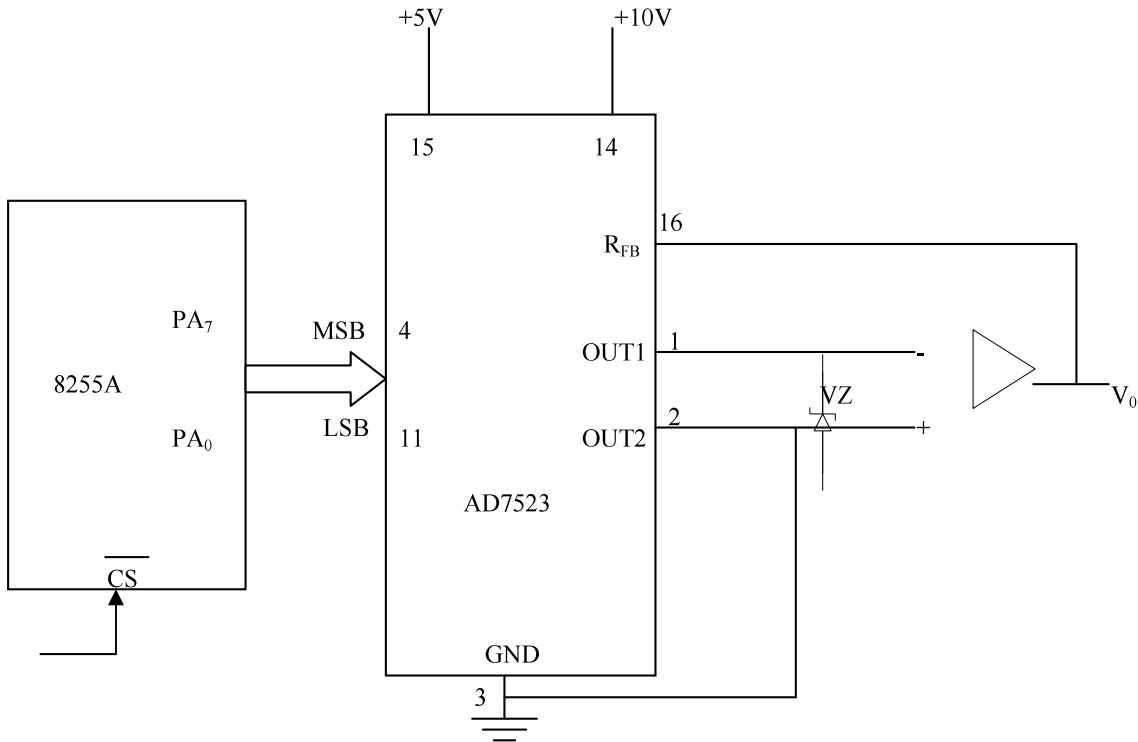 +5V
+10V
15
14
16
R_FB
PA₇
MSB
4
OUT1
1
-
8255A
VZ
V₀
LSB
PA₀
11
OUT2
2
+
AD7523
CS
GND
3